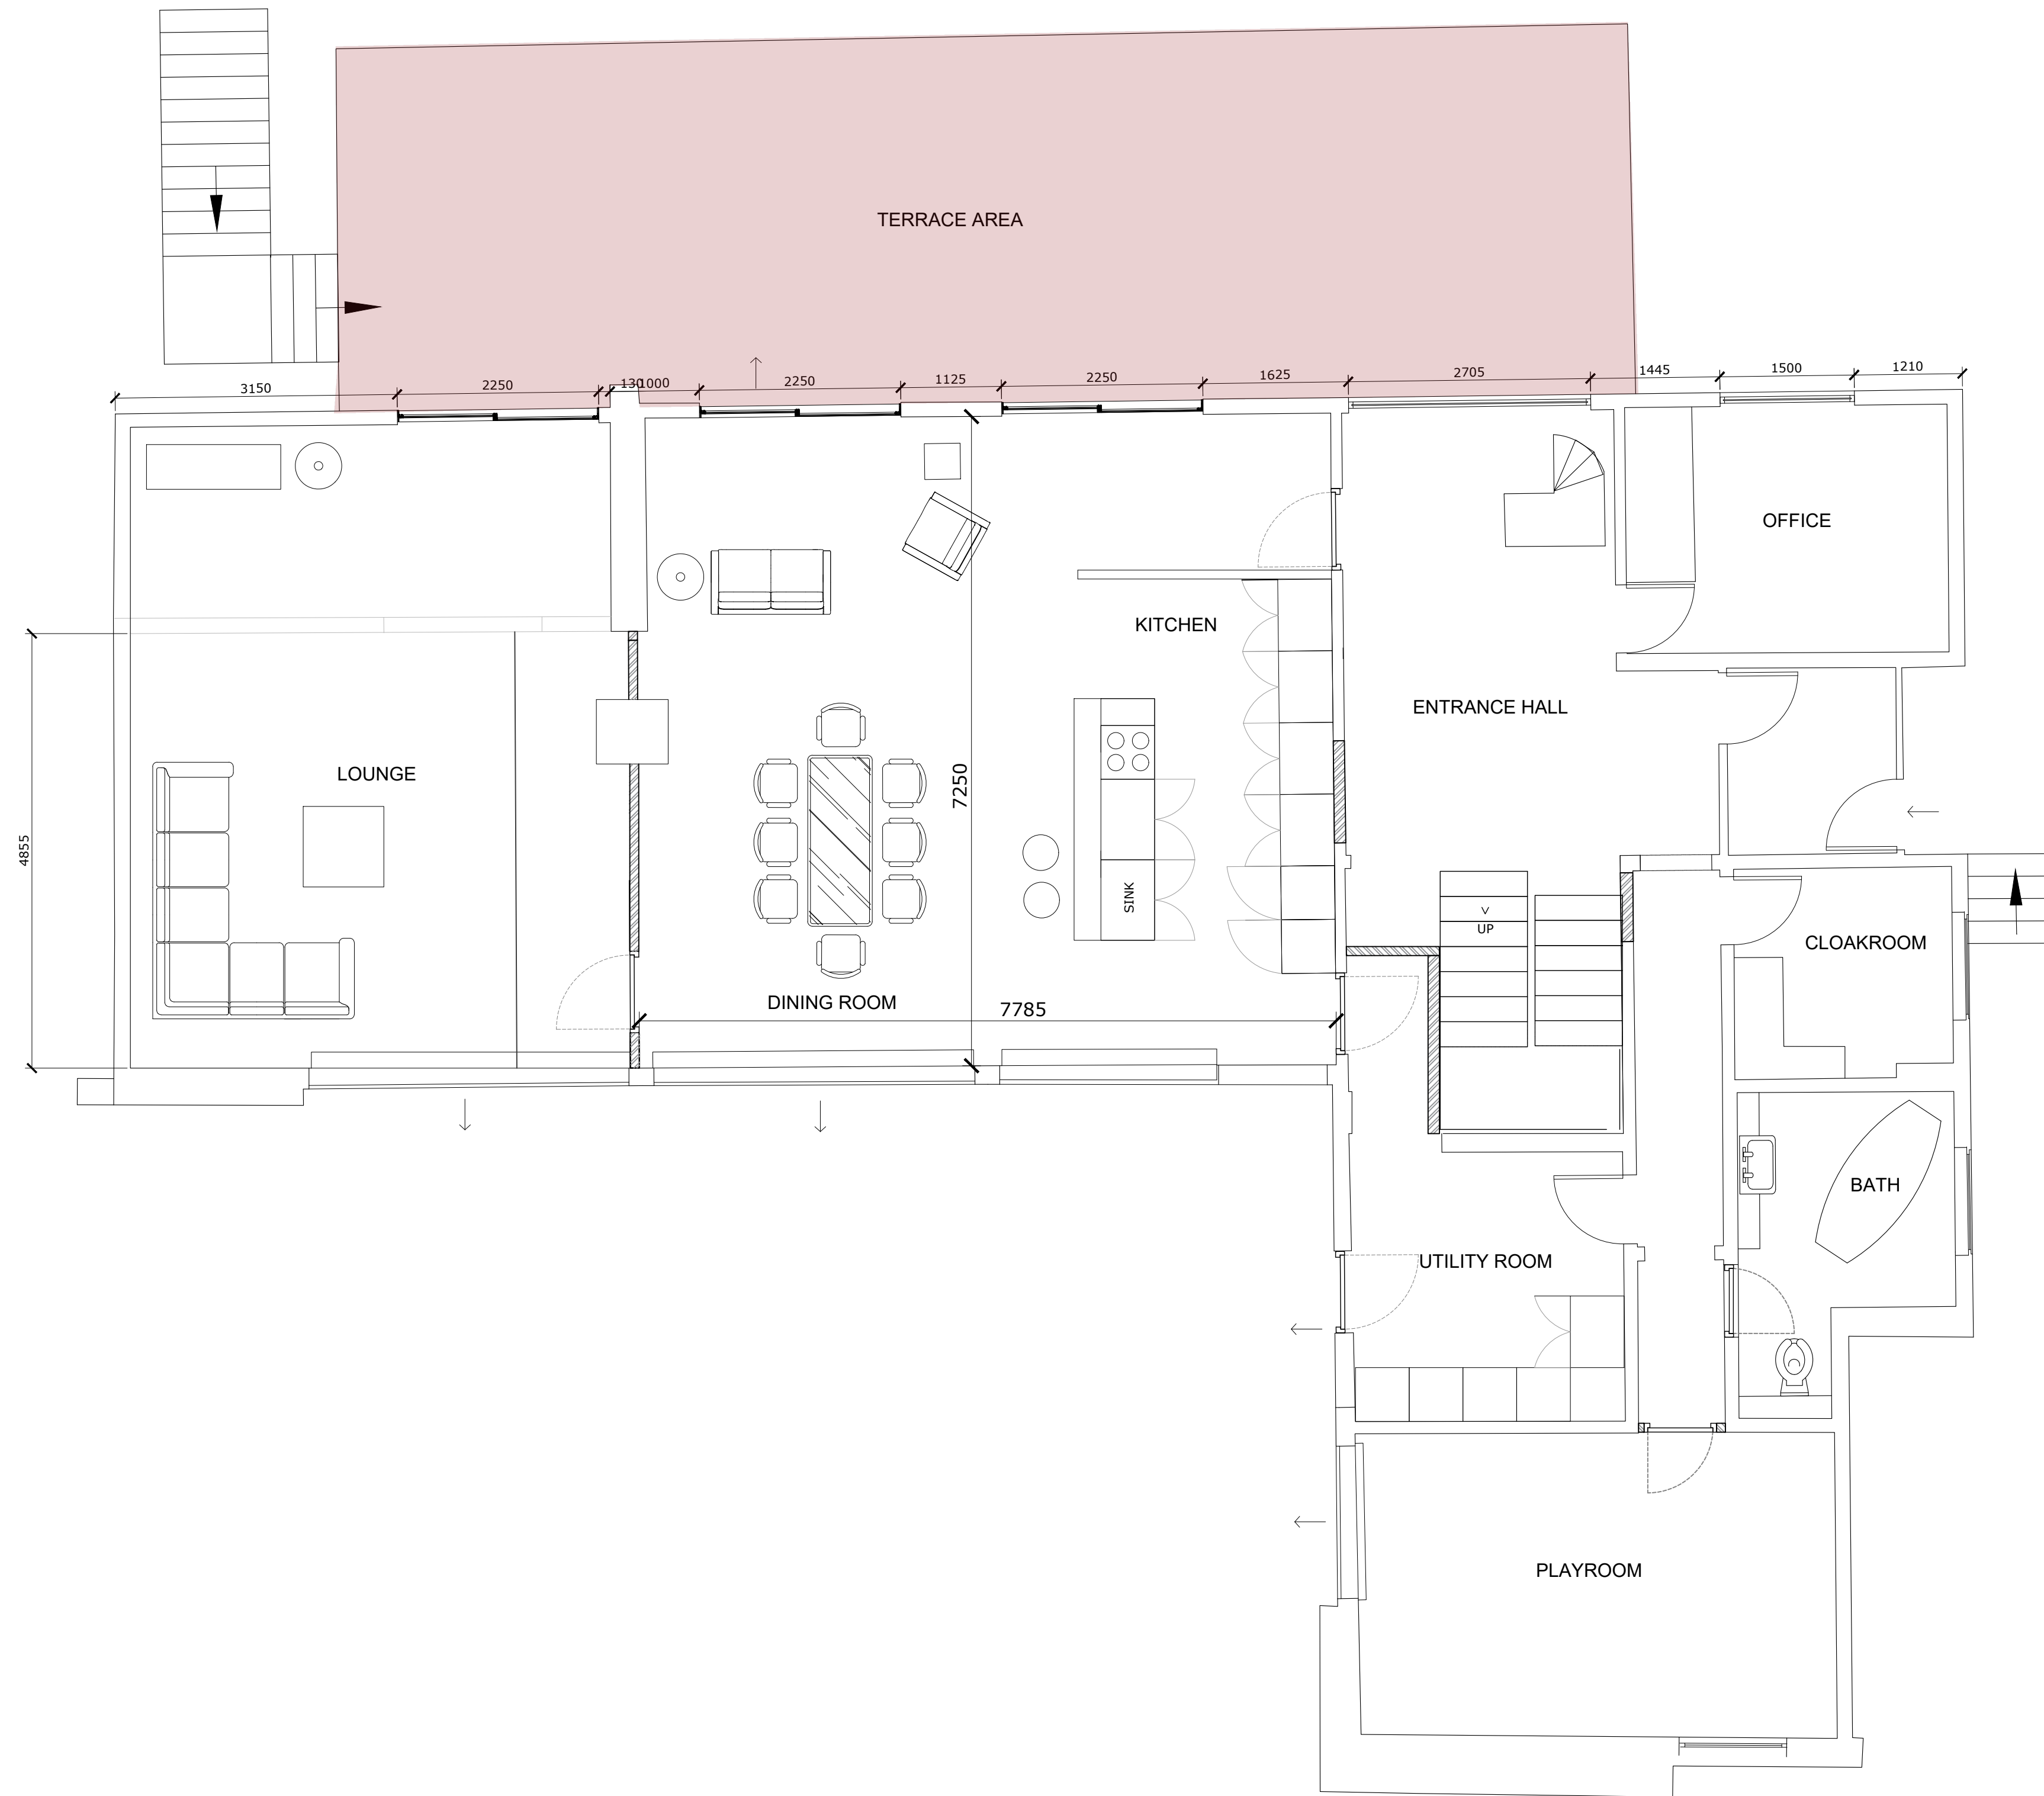 TERRACE AREA
3150
2250
130
1000
2250
1125
2250
1625
2705
1445
1500
1210
OFFICE
KITCHEN
ENTRANCE HALL
LOUNGE
7250
4855
SINK
V
UP
CLOAKROOM
DINING ROOM
7785
BATH
UTILITY ROOM
PLAYROOM